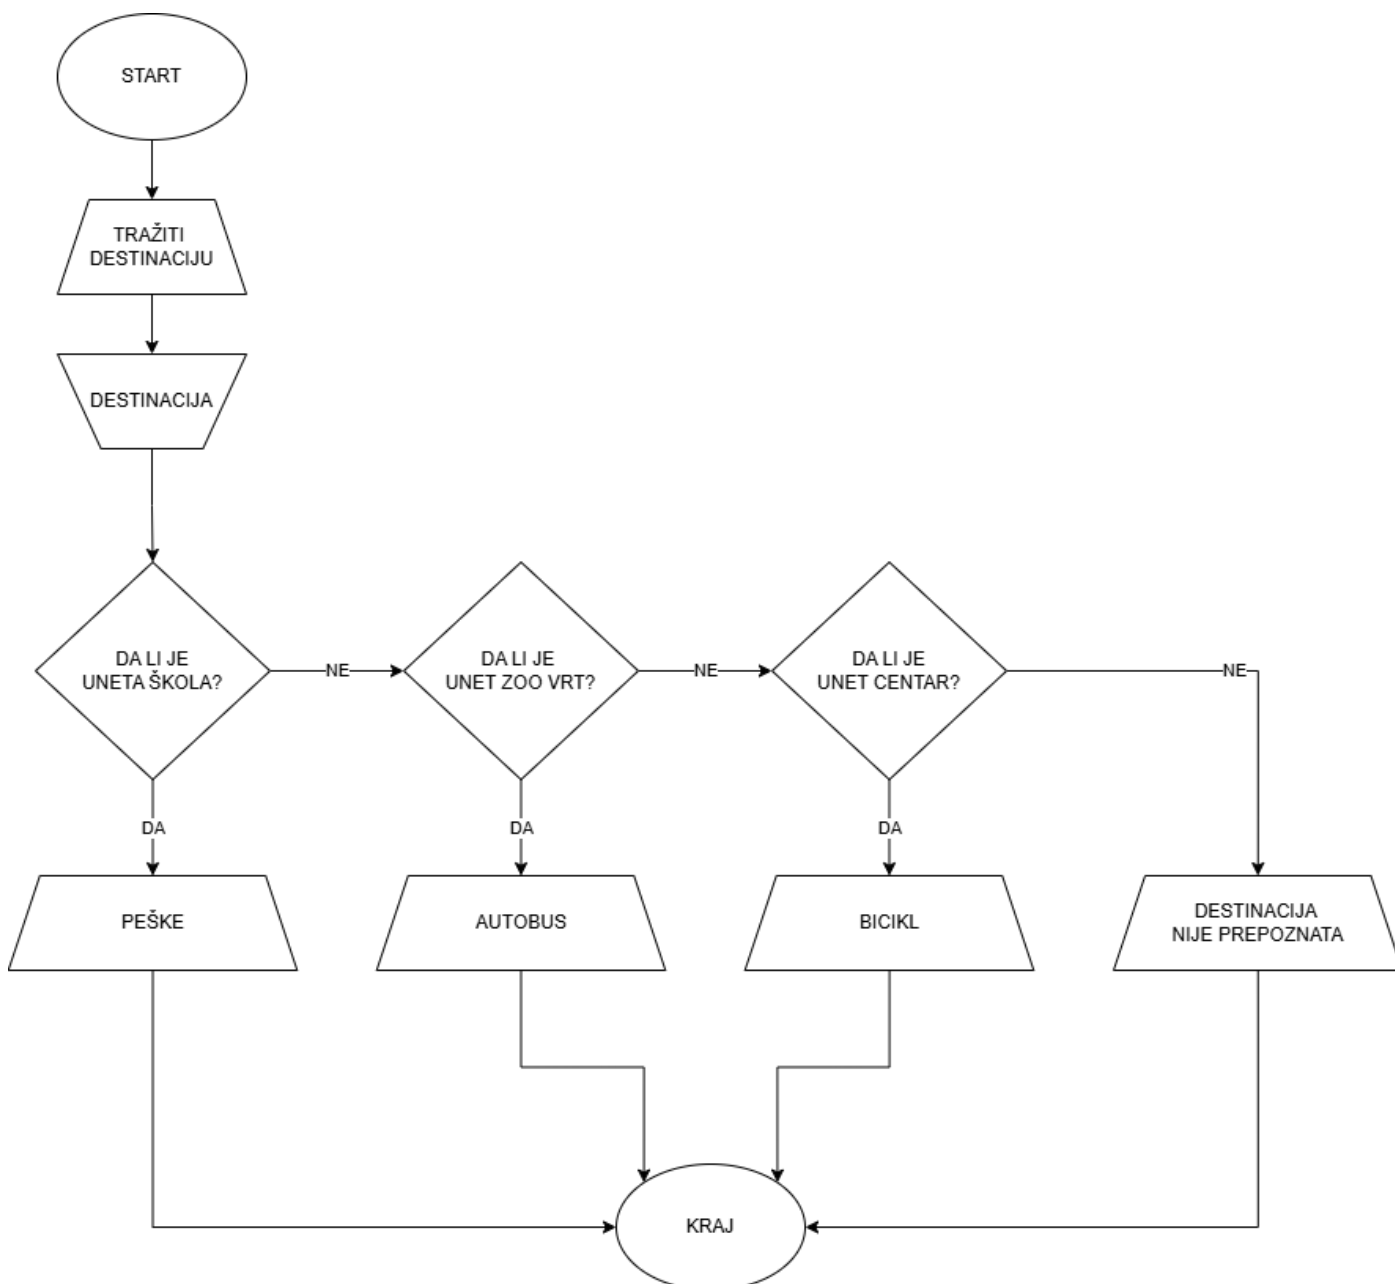 START
TRAŽITI
DESTINACIJU
DESTINACIJA
DA LI JE
UNETA ŠKOLA?
NE
DA LI JE
UNET ZOO VRT?
NE
DA LI JE
UNET CENTAR?
NE
DA
DA
DA
PEŠKE
AUTOBUS
BICIKL
DESTINACIJA
NIJE PREPOZNATA
KRAJ